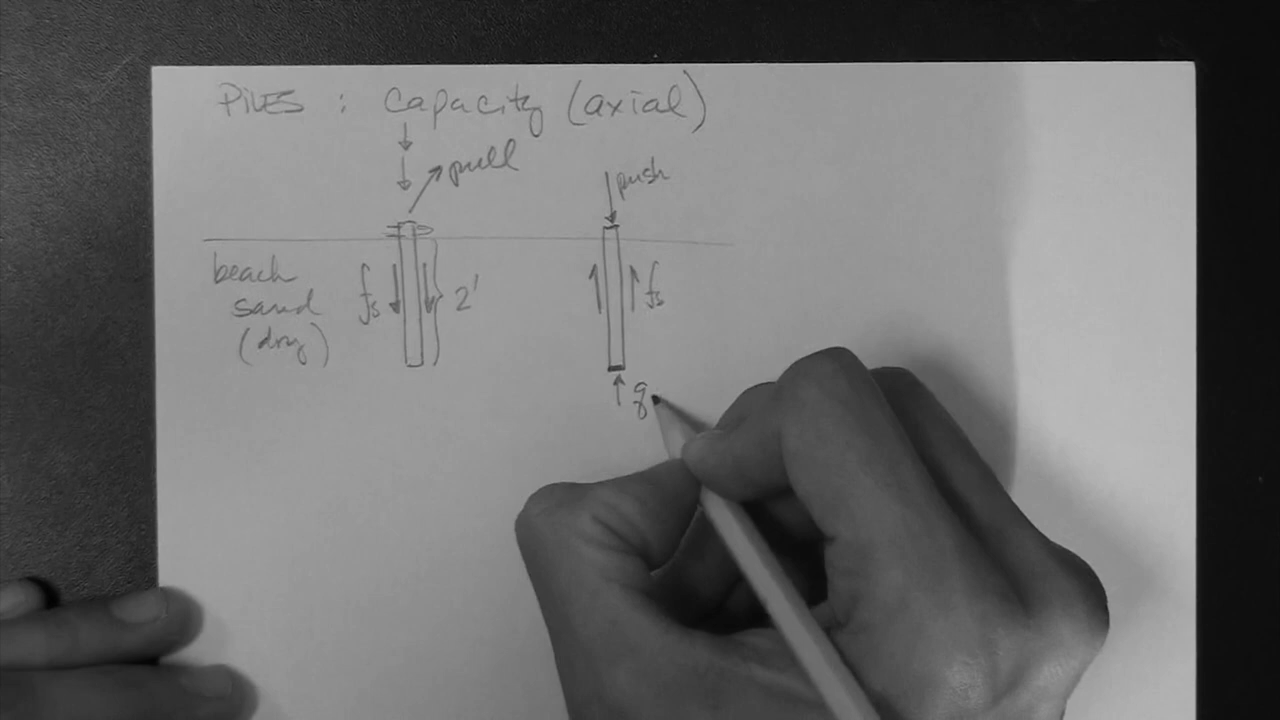 PILES : Capacity (axial)
pull
push
beach
sand
(dry)
fs
2'
fs
q